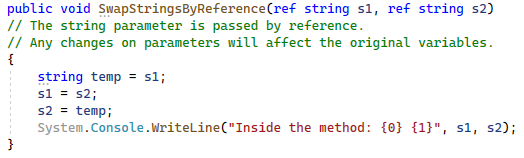 public void SwapStringsByReference(ref string s1, ref string s2)
// The string parameter is passed by reference.
// Any changes on parameters will affect the original variables.
{
    string temp = s1;
    s1 = s2;
    s2 = temp;
    System.Console.WriteLine("Inside the method: {0} {1}", s1, s2);
}